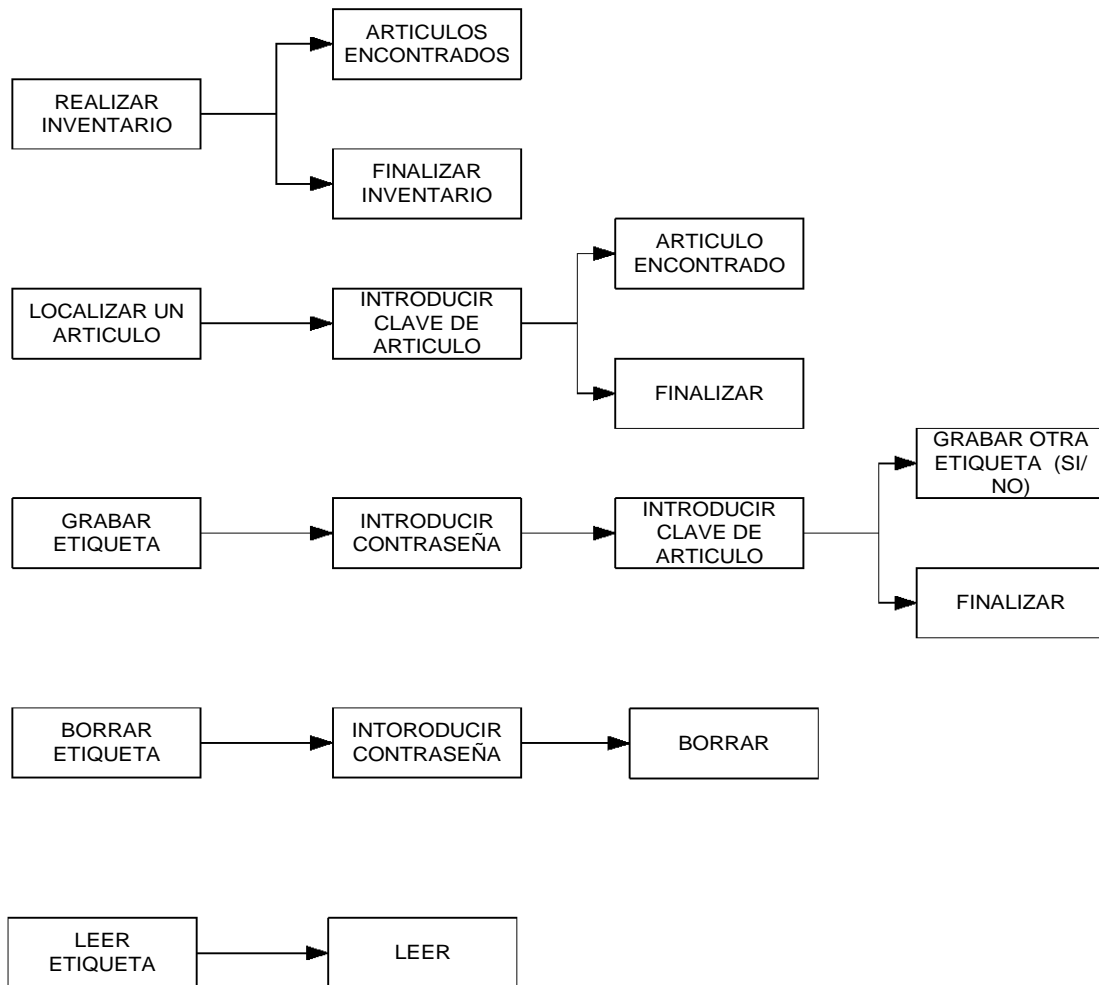 ARTICULOS
ENCONTRADOS
REALIZAR
INVENTARIO
FINALIZAR
INVENTARIO
ARTICULO
ENCONTRADO
LOCALIZAR UN
ARTICULO
INTRODUCIR
CLAVE DE
ARTICULO
FINALIZAR
GRABAR OTRA
ETIQUETA (SI/
NO)
GRABAR
ETIQUETA
INTRODUCIR
CONTRASEÑA
INTRODUCIR
CLAVE DE
ARTICULO
FINALIZAR
BORRAR
ETIQUETA
INTORODUCIR
CONTRASEÑA
BORRAR
LEER
ETIQUETA
LEER